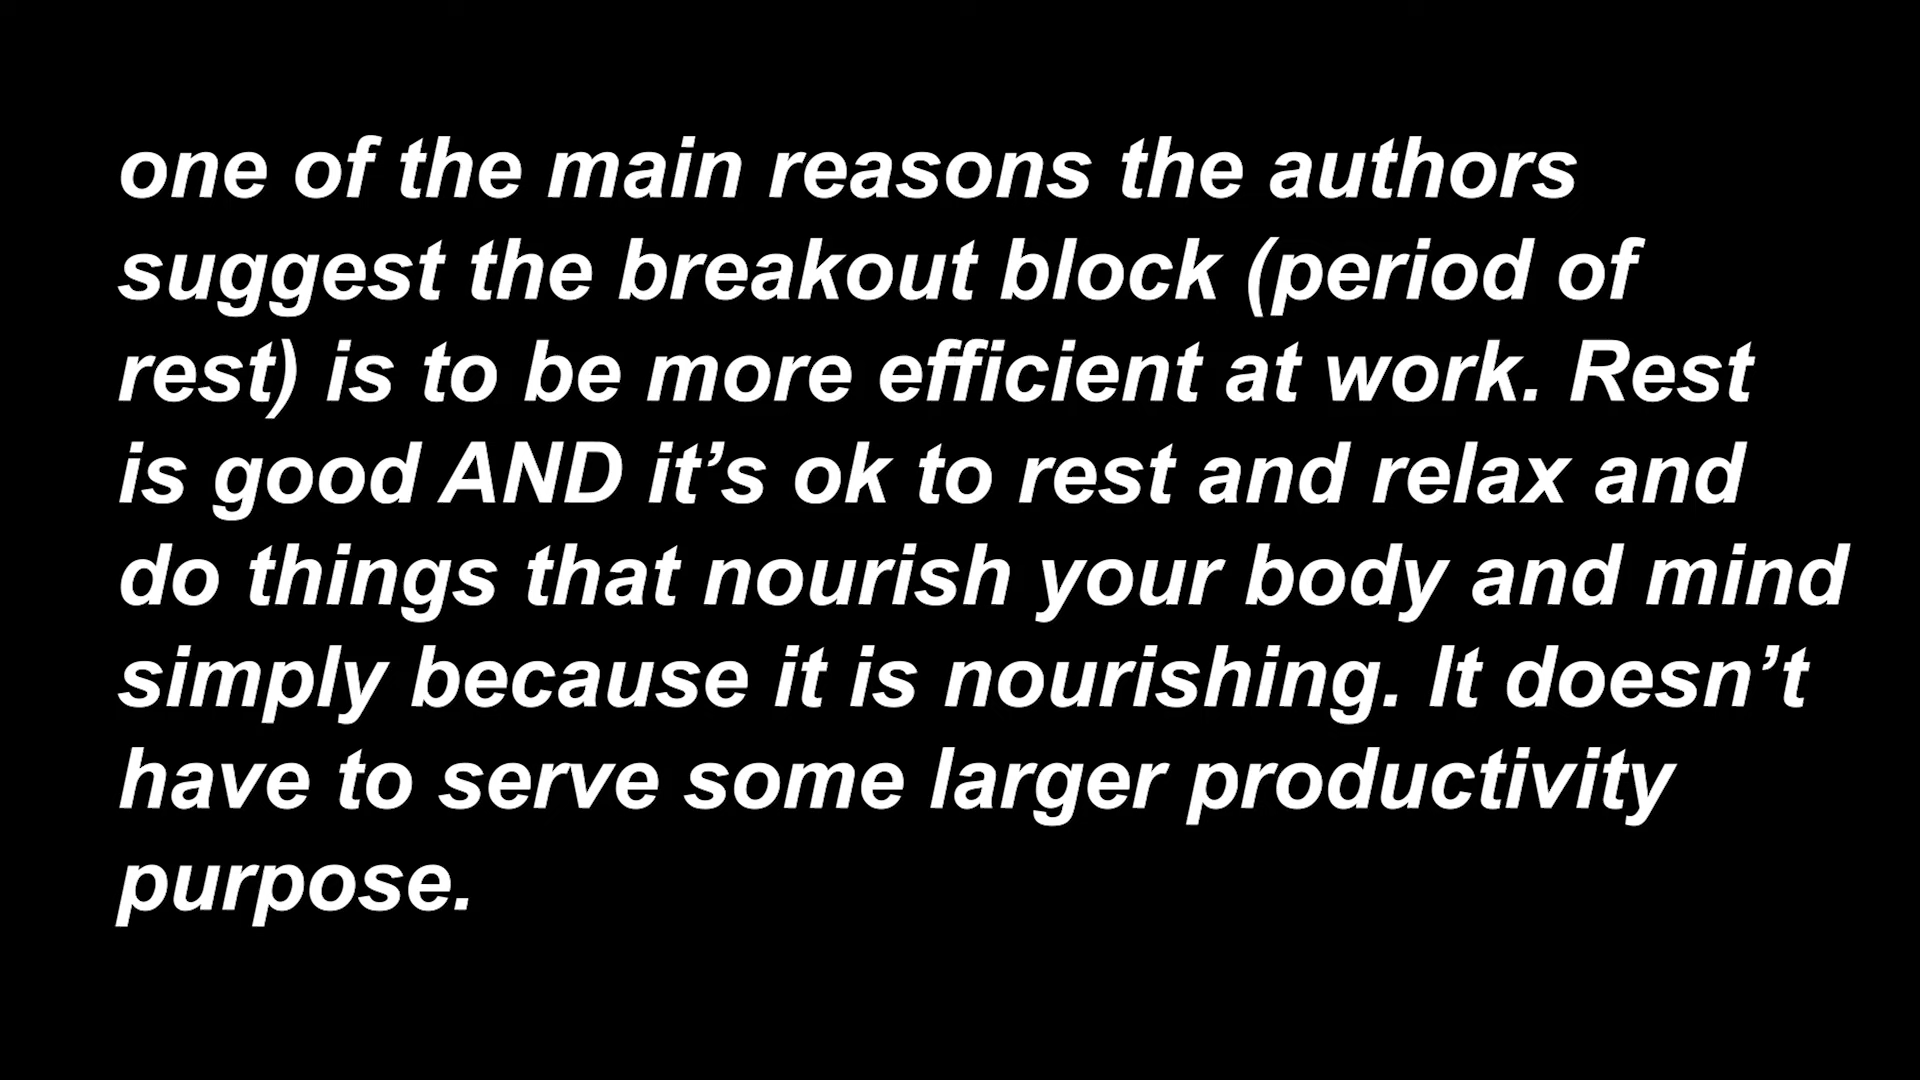 one of the main reasons the authors
suggest the breakout block (period of
rest) is to be more efficient at work. Rest
is good AND it’s ok to rest and relax and
do things that nourish your body and mind
simply because it is nourishing. It doesn’t
have to serve some larger productivity
purpose.